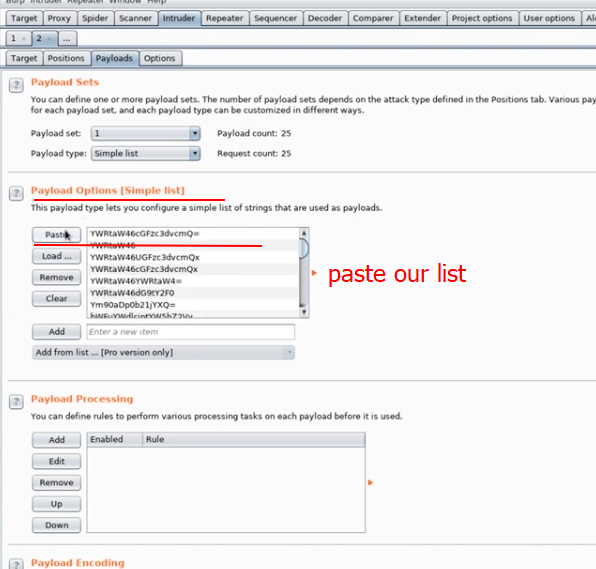 Burp Intruder Repeater Window Help
Target Proxy Spider Scanner Intruder Repeater Sequencer Decoder Comparer Extender Project options User options Al
1 × 2 × ...
Target Positions Payloads Options
? Payload Sets
You can define one or more payload sets. The number of payload sets depends on the attack type defined in the Positions tab. Various pay
for each payload set, and each payload type can be customized in different ways.
Payload set: 1 Payload count: 25
Payload type: Simple list Request count: 25
? Payload Options [Simple list]
This payload type lets you configure a simple list of strings that are used as payloads.
Paste YWRtaW46cGFzc3dvcmQ=
YWRtaW46
Load ... YWRtaW46UGFzc3dvcmQx
YWRtaW46cGFzc3dvcmQx
Remove YWRtaW46YWRtaW4=
paste our list
YWRtaW46dG9tY2F0
Clear Ym90aDp0b21jYXQ=
Add Enter a new item
Add from list ... [Pro version only]
? Payload Processing
You can define rules to perform various processing tasks on each payload before it is used.
Add Enabled Rule
Edit
Remove
Up
Down
? Payload Encoding